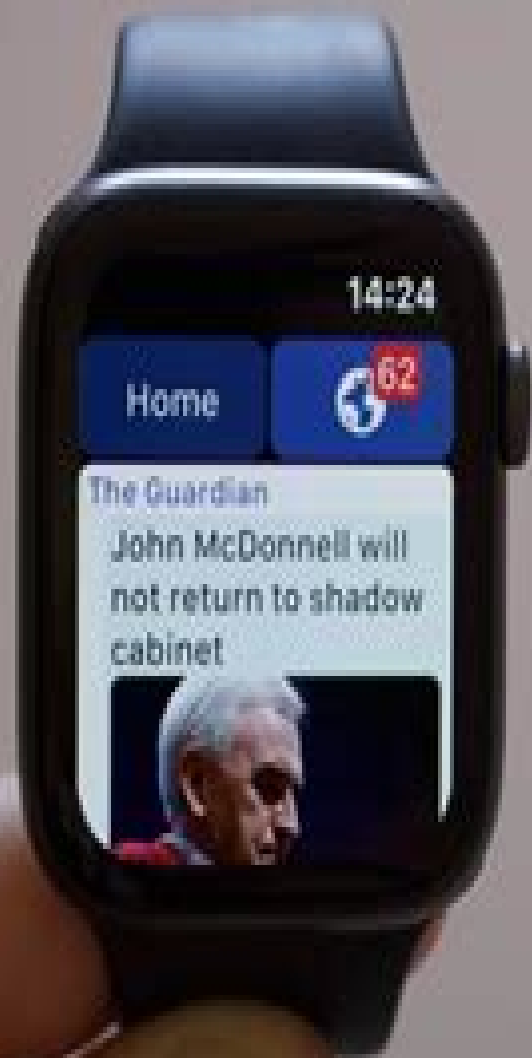 14:24
Home
62
The Guardian
John McDonnell will
not return to shadow
cabinet